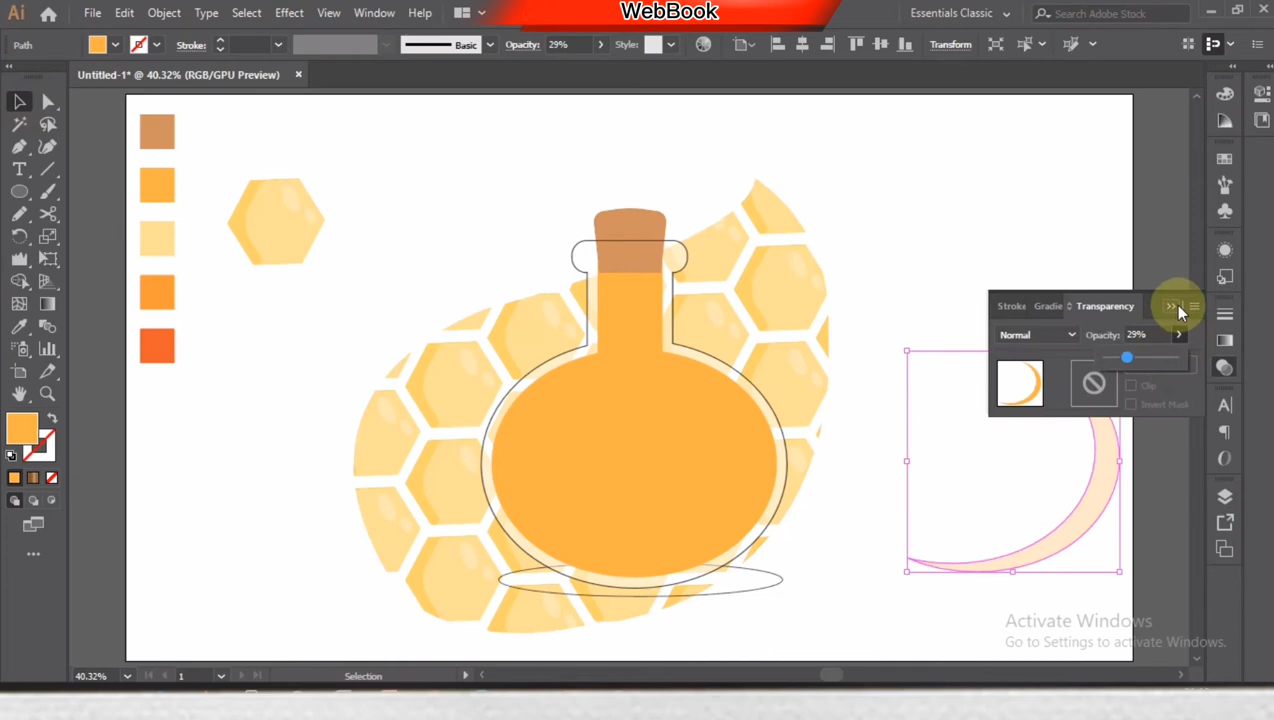 WebBook
Ai File Edit Object Type Select Effect View Window Help Essentials Classic Search Adobe Stock
Path Stroke: Basic Opacity: 29% Style: Transform
Untitled-1* @ 40.32% (RGB/GPU Preview)
Stroke Gradie Transparency
Normal Opacity: 29%
Clip
Invert Mask
Activate Windows
Go to Settings to activate Windows.
40.32% 1 Selection